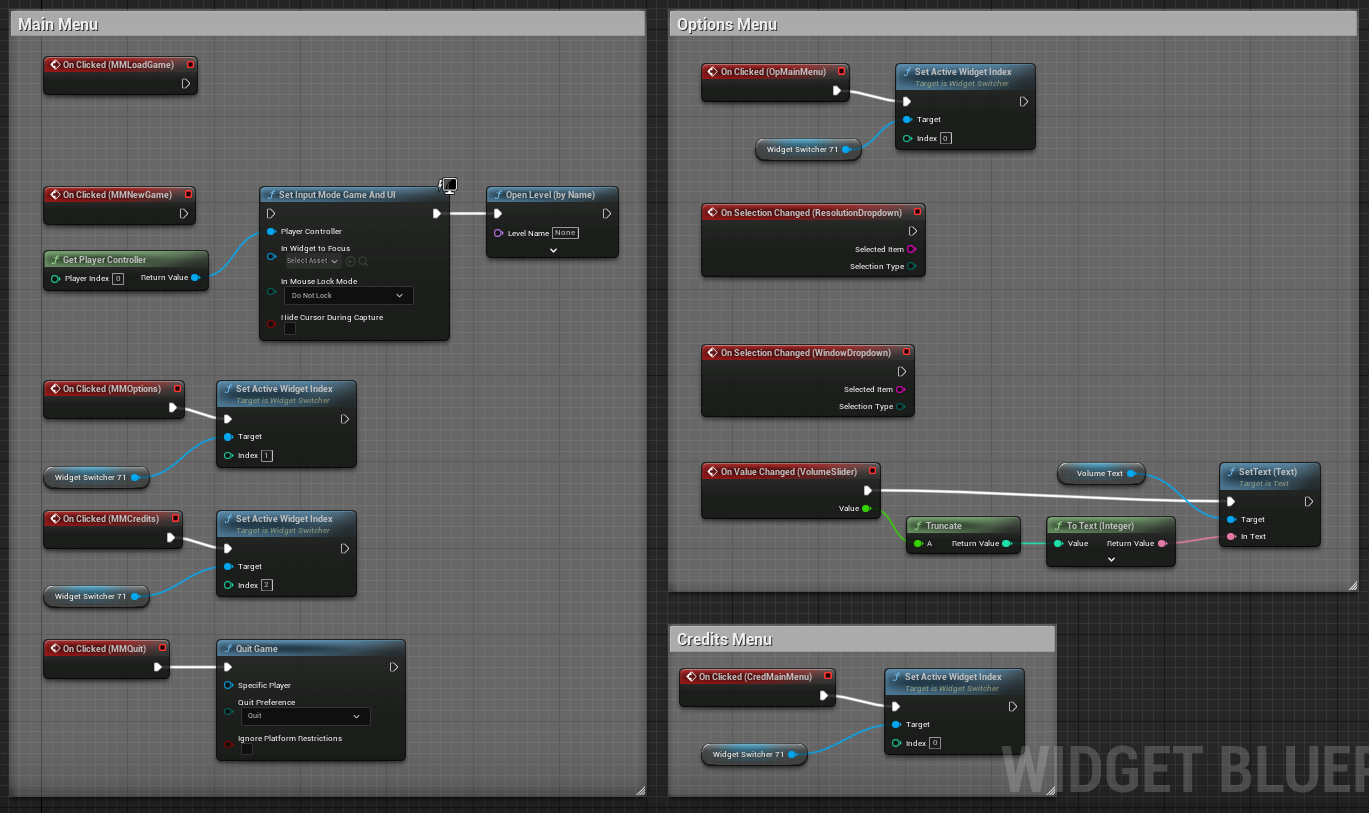 Main Menu
On Clicked (MMLoadGame)
On Clicked (MMNewGame)
Get Player Controller
Player Index 0 Return Value
Set Input Mode Game And UI
Player Controller
In Widget to Focus
Select Asset
In Mouse Lock Mode
Do Not Lock
Hide Cursor During Capture
Open Level (by Name)
Level Name None
On Clicked (MMOptions)
Set Active Widget Index
Target is Widget Switcher
Target
Index 1
Widget Switcher 71
On Clicked (MMCredits)
Set Active Widget Index
Target is Widget Switcher
Target
Index 2
Widget Switcher 71
On Clicked (MMQuit)
Quit Game
Specific Player
Quit Preference
Quit
Ignore Platform Restrictions
Options Menu
On Clicked (OpMainMenu)
Set Active Widget Index
Target is Widget Switcher
Target
Index 0
Widget Switcher 71
On Selection Changed (ResolutionDropdown)
Selected Item
Selection Type
On Selection Changed (WindowDropdown)
Selected Item
Selection Type
On Value Changed (VolumeSlider)
Value
Truncate
A Return Value
To Text (Integer)
Value Return Value
Volume Text
SetText (Text)
Target is Text
Target
In Text
Credits Menu
On Clicked (CredMainMenu)
Set Active Widget Index
Target is Widget Switcher
Target
Index 0
Widget Switcher 71
WIDGET BLUEP